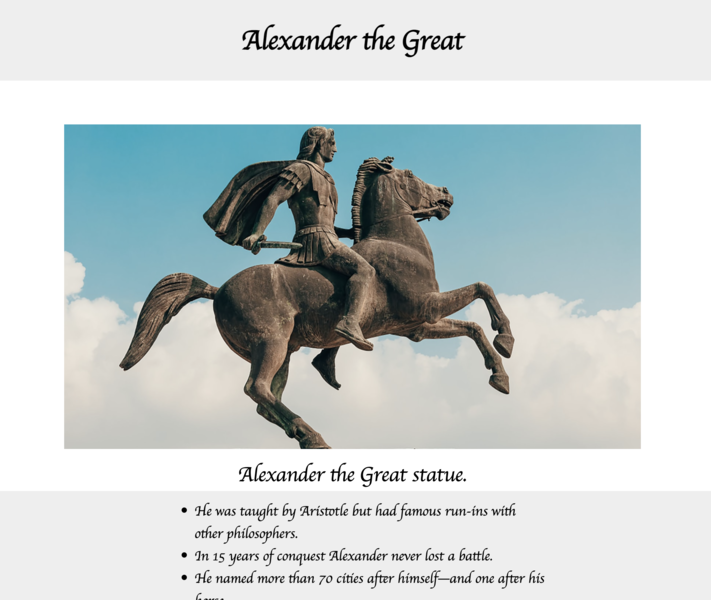 Alexander the Great
Alexander the Great statue.
• He was taught by Aristotle but had famous run-ins with
other philosophers.
• In 15 years of conquest Alexander never lost a battle.
• He named more than 70 cities after himself—and one after his
horse.